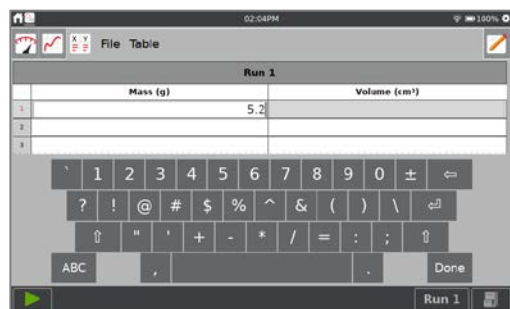 02:04PM 100%
X Y File Table
Run 1
Mass (g) Volume (cm³)
1 5.2
2
3
` 1 2 3 4 5 6 7 8 9 0 ± ⇦
? ! @ # $ % ^ & ( ) \ ⏎
⇧ " ' + - * / = : ; ⇧
ABC , . Done
Run 1